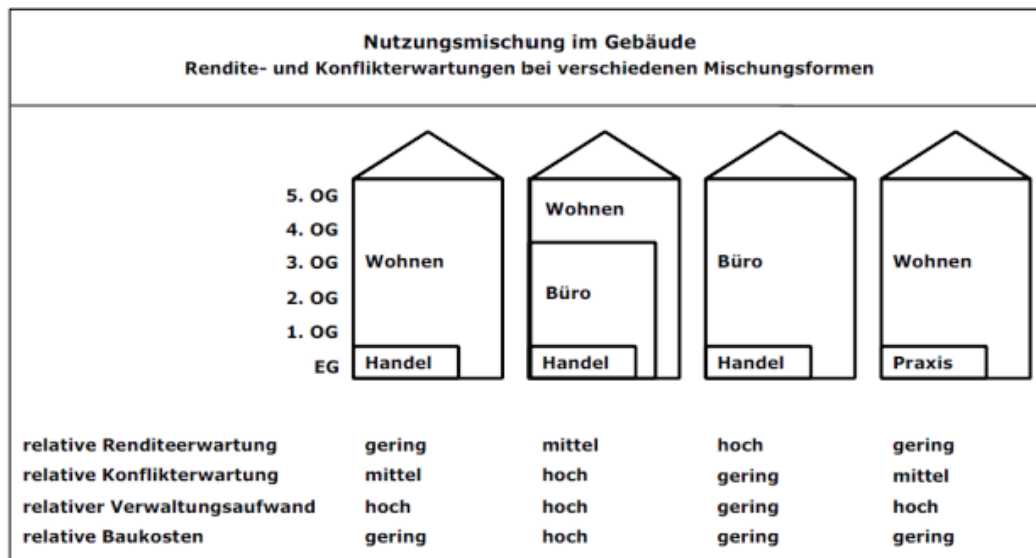 Nutzungsmischung im Gebäude
Rendite- und Konflikterwartungen bei verschiedenen Mischungsformen
5. OG
Wohnen
4. OG
3. OG Wohnen Büro Wohnen
2. OG Büro
1. OG
EG Handel Handel Handel Praxis
relative Renditeerwartung gering mittel hoch gering
relative Konflikterwartung mittel hoch gering mittel
relativer Verwaltungsaufwand hoch hoch gering hoch
relative Baukosten gering hoch gering gering